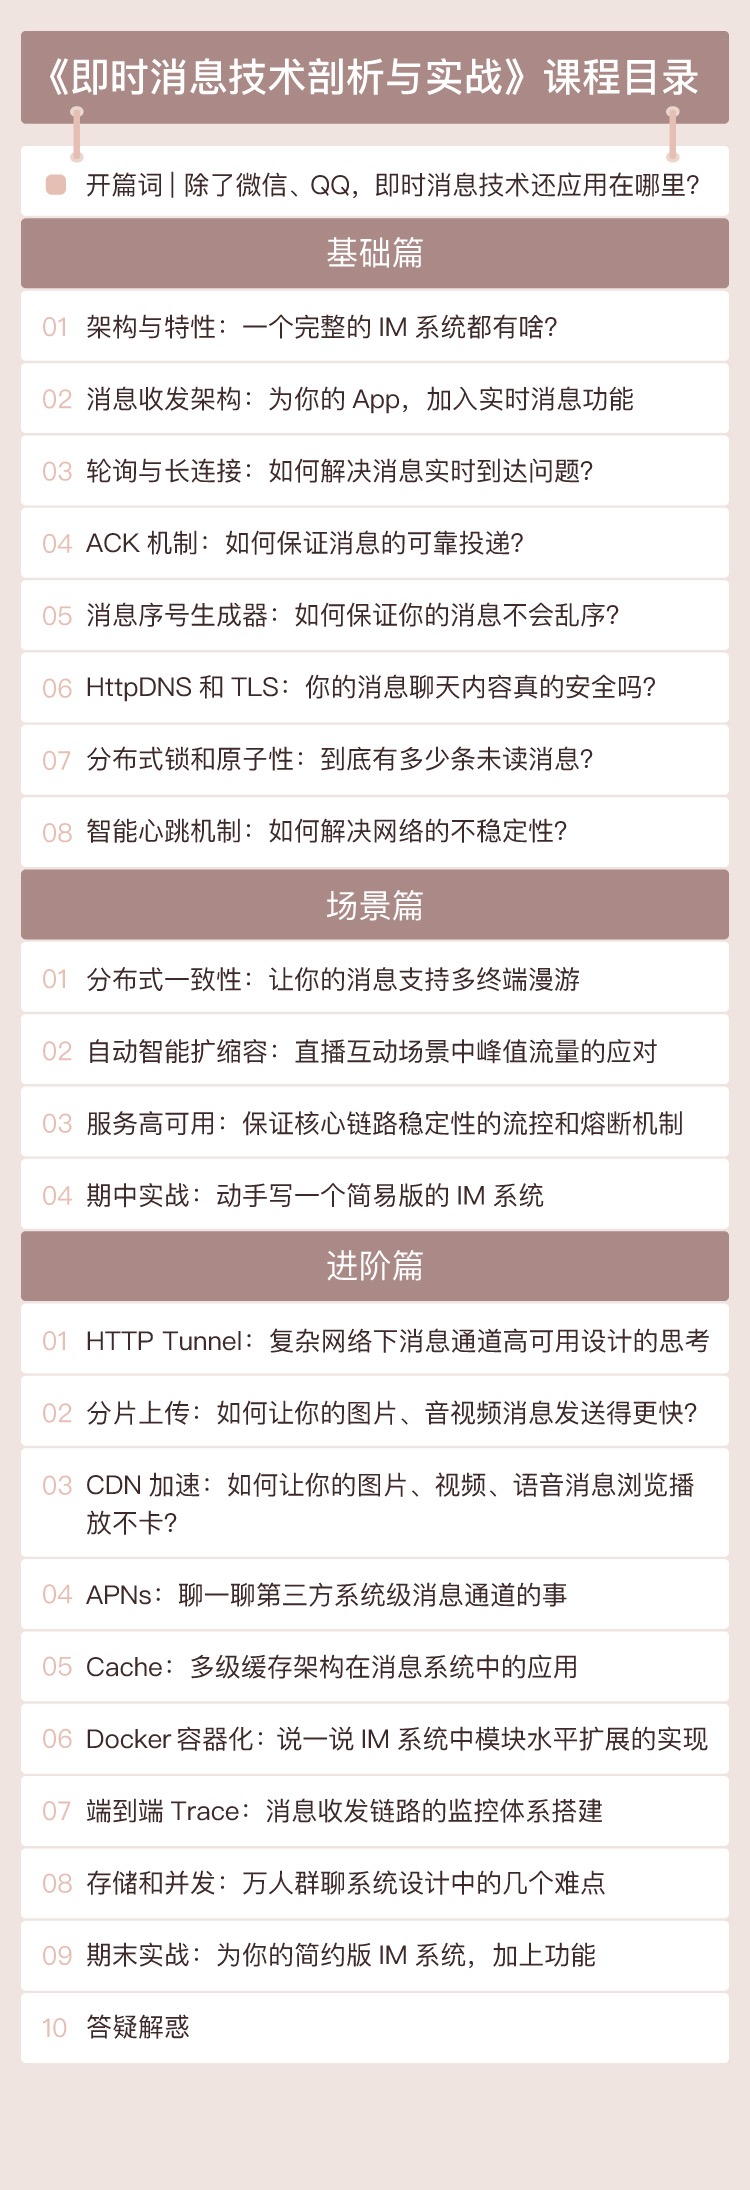 《即时消息技术剖析与实战》课程目录
开篇词 | 除了微信、QQ，即时消息技术还应用在哪里？
基础篇
01 架构与特性：一个完整的 IM 系统都有啥？
02 消息收发架构：为你的 App，加入实时消息功能
03 轮询与长连接：如何解决消息实时到达问题？
04 ACK 机制：如何保证消息的可靠投递？
05 消息序号生成器：如何保证你的消息不会乱序？
06 HttpDNS 和 TLS：你的消息聊天内容真的安全吗？
07 分布式锁和原子性：到底有多少条未读消息？
08 智能心跳机制：如何解决网络的不稳定性？
场景篇
01 分布式一致性：让你的消息支持多终端漫游
02 自动智能扩缩容：直播互动场景中峰值流量的应对
03 服务高可用：保证核心链路稳定性的流控和熔断机制
04 期中实战：动手写一个简易版的 IM 系统
进阶篇
01 HTTP Tunnel：复杂网络下消息通道高可用设计的思考
02 分片上传：如何让你的图片、音视频消息发送得更快？
03 CDN 加速：如何让你的图片、视频、语音消息浏览播
放不卡？
04 APNs：聊一聊第三方系统级消息通道的事
05 Cache：多级缓存架构在消息系统中的应用
06 Docker 容器化：说一说 IM 系统中模块水平扩展的实现
07 端到端 Trace：消息收发链路的监控体系搭建
08 存储和并发：万人群聊系统设计中的几个难点
09 期末实战：为你的简约版 IM 系统，加上功能
10 答疑解惑